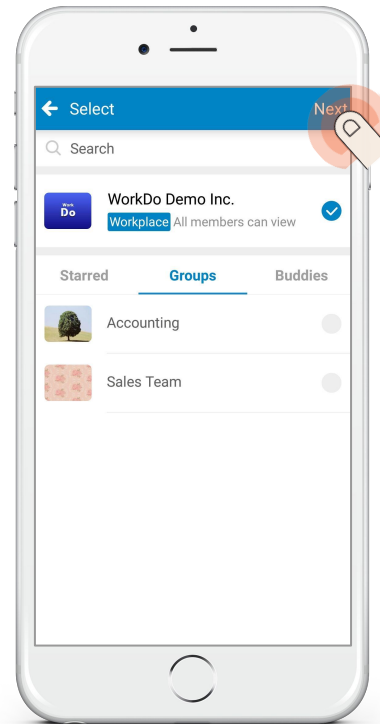 Select Next
Search
Work
Do
WorkDo Demo Inc.
Workplace All members can view
Starred Groups Buddies
Accounting
Sales Team